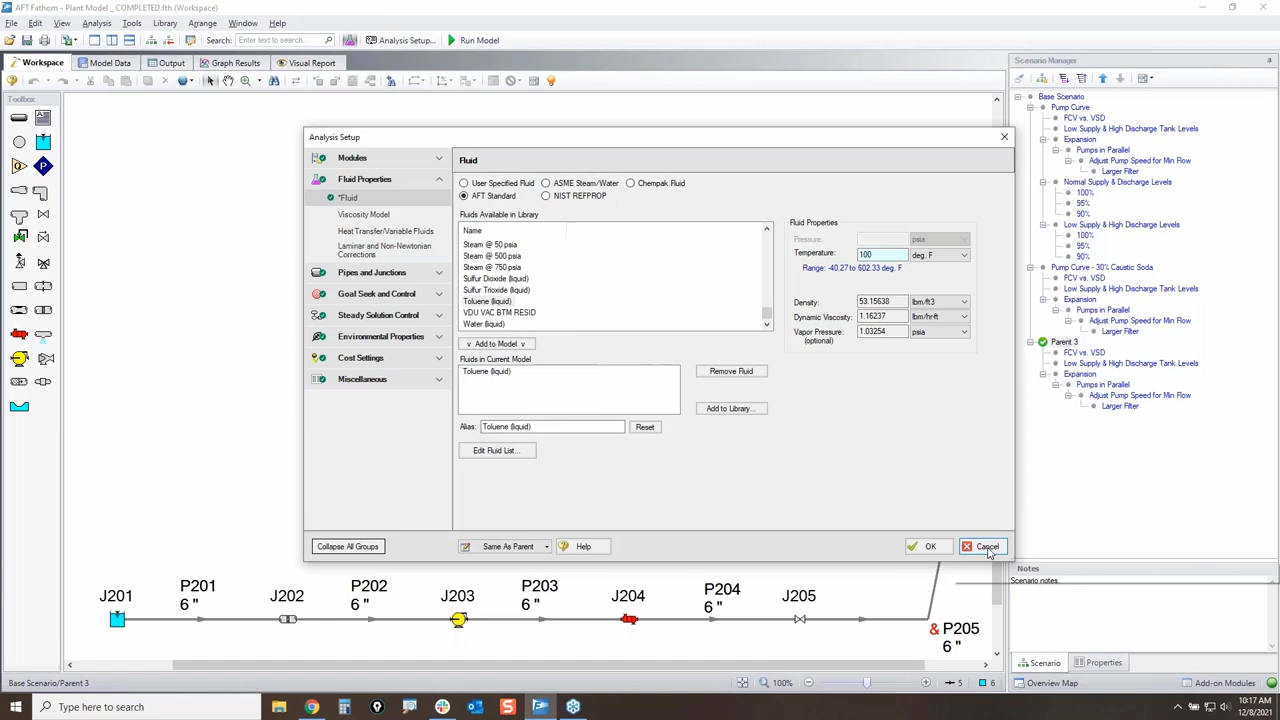 AFT Fathom - Plant Model _ COMPLETED.fth (Workspace)
File Edit View Analysis Tools Library Arrange Window Help
Search: Enter text to search... Analysis Setup... Run Model
Workspace Model Data Output Graph Results Visual Report
Toolbox
Scenario Manager
Base Scenario
Pump Curve
FCV vs. VSD
Low Supply & High Discharge Tank Levels
Expansion
Pumps in Parallel
Adjust Pump Speed for Min Flow
Larger Filter
Normal Supply & Discharge Levels
100%
95%
90%
Low Supply & High Discharge Levels
100%
95%
90%
Pump Curve - 30% Caustic Soda
FCV vs. VSD
Low Supply & High Discharge Tank Levels
Expansion
Pumps in Parallel
Adjust Pump Speed for Min Flow
Larger Filter
Parent 3
FCV vs. VSD
Low Supply & High Discharge Tank Levels
Expansion
Pumps in Parallel
Adjust Pump Speed for Min Flow
Larger Filter
Analysis Setup
Modules
Fluid Properties
*Fluid
Viscosity Model
Heat Transfer/Variable Fluids
Laminar and Non-Newtonian
Corrections
Pipes and Junctions
Goal Seek and Control
Steady Solution Control
Environmental Properties
Cost Settings
Miscellaneous
Fluid
User Specified Fluid ASME Steam/Water Chempak Fluid
AFT Standard NIST REFPROP
Fluids Available in Library
Name
Steam @ 50 psia
Steam @ 500 psia
Steam @ 750 psia
Sulfur Dioxide (liquid)
Sulfur Trioxide (liquid)
Toluene (liquid)
VDU VAC BTM RESID
Water (liquid)
v Add to Model v
Fluids in Current Model
Toluene (liquid)
Remove Fluid
Add to Library...
Alias: Toluene (liquid) Reset
Edit Fluid List...
Fluid Properties
Pressure: psia
Temperature: 100 deg. F
Range: -40.27 to 602.33 deg. F
Density: 53.15638 lbm/ft3
Dynamic Viscosity: 1.16237 lbm/hr-ft
Vapor Pressure: 1.03254 psia
(optional)
Collapse All Groups Same As Parent Help OK Cancel
J201 P201 6 " J202 P202 6 " J203 P203 6 " J204 P204 6 " J205
& P205
6 "
Notes
Scenario notes.
Scenario Properties
Base Scenario/Parent 3 100% 5 6 Overview Map Add-on Modules
Type here to search
10:17 AM
12/8/2021